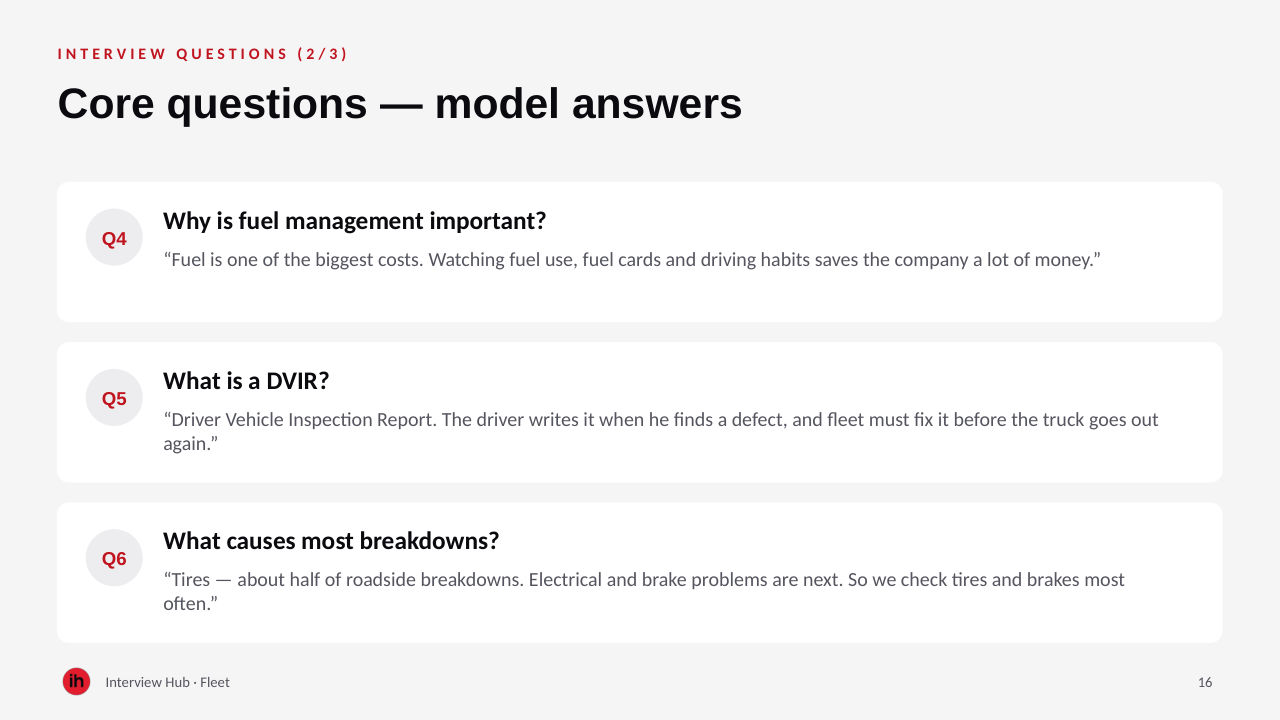 INTERVIEW QUESTIONS (2/3)
Core questions — model answers
Q4
Why is fuel management important?
“Fuel is one of the biggest costs. Watching fuel use, fuel cards and driving habits saves the company a lot of money.”
Q5
What is a DVIR?
“Driver Vehicle Inspection Report. The driver writes it when he finds a defect, and fleet must fix it before the truck goes out
again.”
Q6
What causes most breakdowns?
“Tires — about half of roadside breakdowns. Electrical and brake problems are next. So we check tires and brakes most
often.”
ih
Interview Hub · Fleet
16